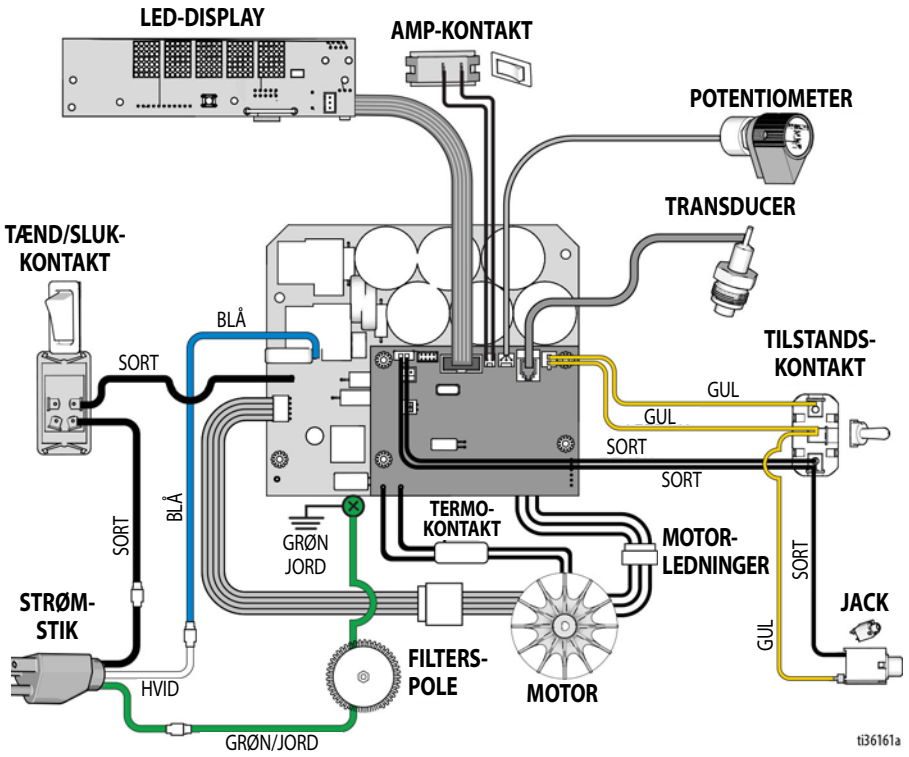 LED-DISPLAY
AMP-KONTAKT
POTENTIOMETER
TRANSDUCER
TÆND/SLUK-
KONTAKT
BLÅ
SORT
TILSTANDS-
KONTAKT
GUL
GUL
SORT
SORT
SORT
BLÅ
GRØN
JORD
TERMO-
KONTAKT
MOTOR-
LEDNINGER
SORT
GUL
STRØM-
STIK
HVID
GRØN/JORD
FILTERS-
POLE
MOTOR
JACK
ti36161a